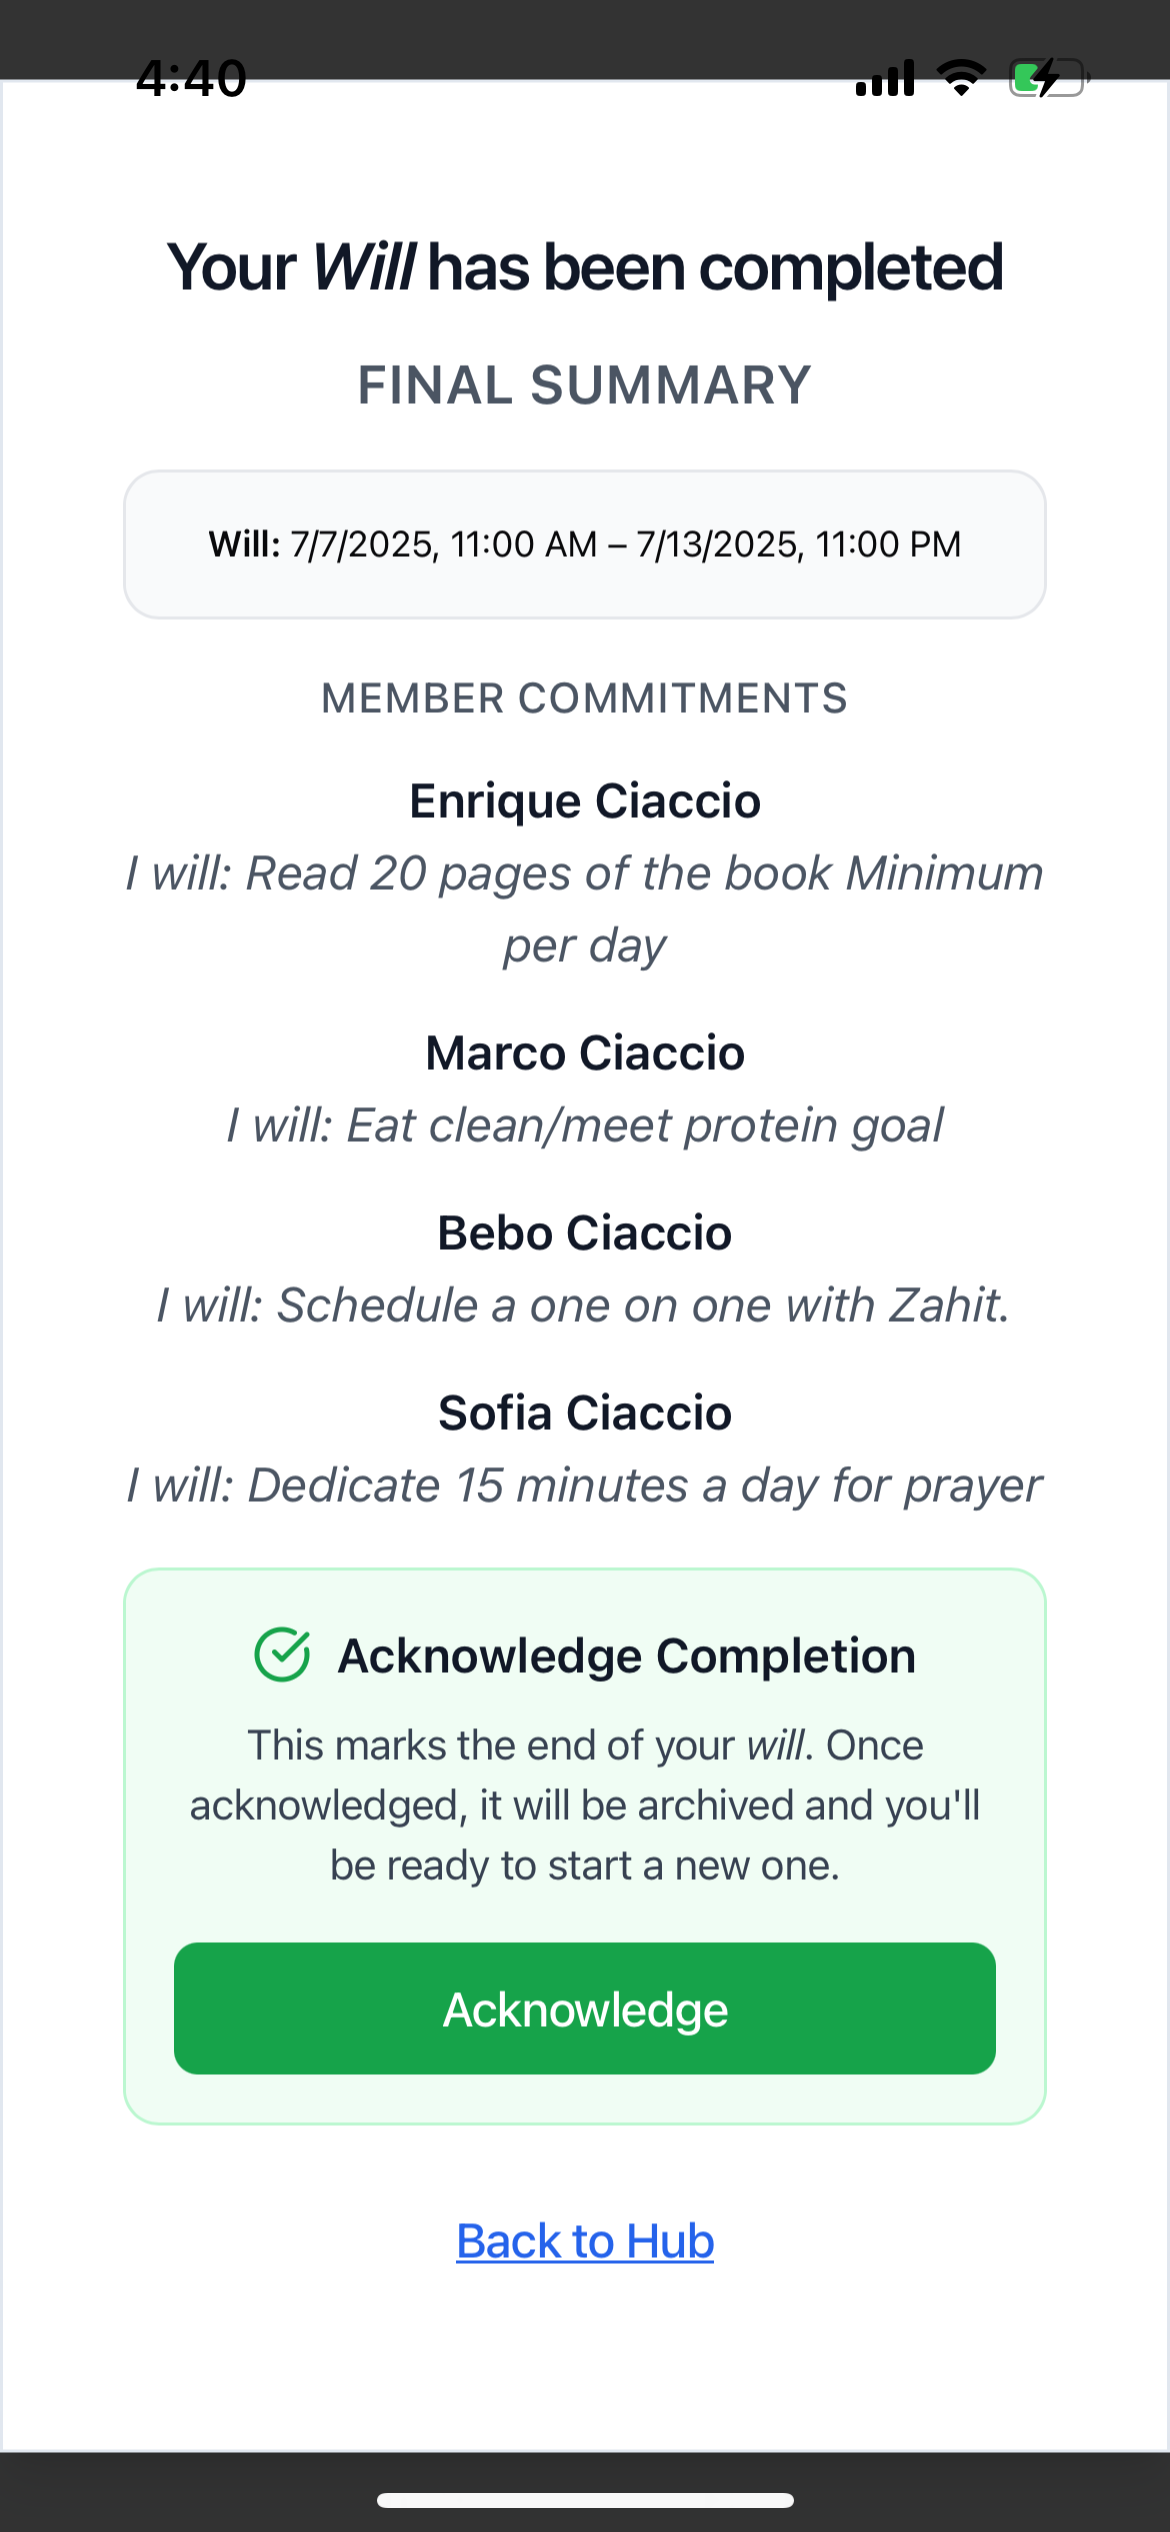 4:40
Your Will has been completed
FINAL SUMMARY
Will: 7/7/2025, 11:00 AM – 7/13/2025, 11:00 PM
MEMBER COMMITMENTS
Enrique Ciaccio
I will: Read 20 pages of the book Minimum
per day
Marco Ciaccio
I will: Eat clean/meet protein goal
Bebo Ciaccio
I will: Schedule a one on one with Zahit.
Sofia Ciaccio
I will: Dedicate 15 minutes a day for prayer
Acknowledge Completion
This marks the end of your will. Once
acknowledged, it will be archived and you'll
be ready to start a new one.
Acknowledge
Back to Hub